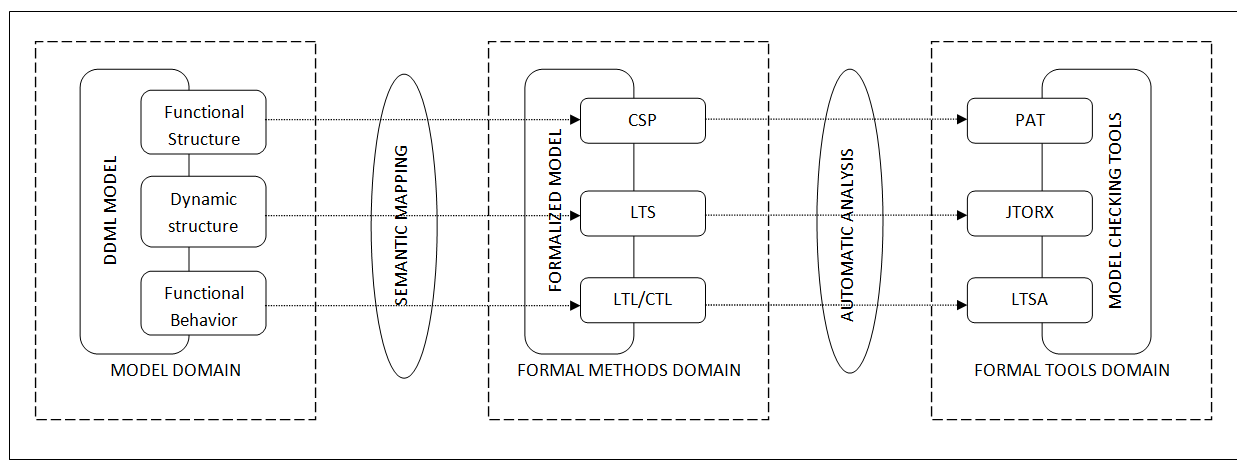 DDML MODEL
Functional
Structure
Dynamic
structure
Functional
Behavior
MODEL DOMAIN
SEMANTIC MAPPING
FORMALIZED MODEL
CSP
LTS
LTL/CTL
FORMAL METHODS DOMAIN
AUTOMATIC ANALYSIS
PAT
JTORX
LTSA
MODEL CHECKING TOOLS
FORMAL TOOLS DOMAIN